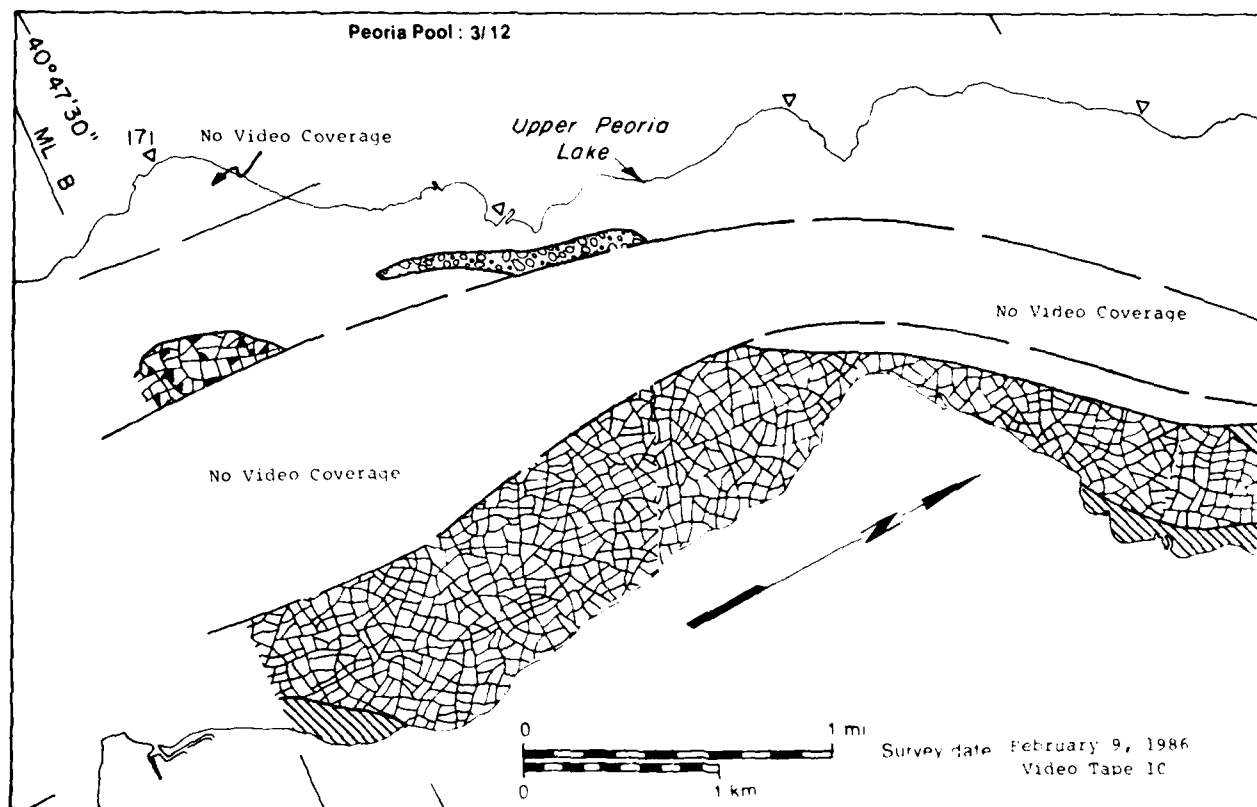 Peoria Pool : 3/12
40°47'30"
ML B
171
No Video Coverage
Upper Peoria
Lake
No Video Coverage
No Video Coverage
N
0 1 mi
0 1 km
Survey date February 9, 1986
Video Tape 1C